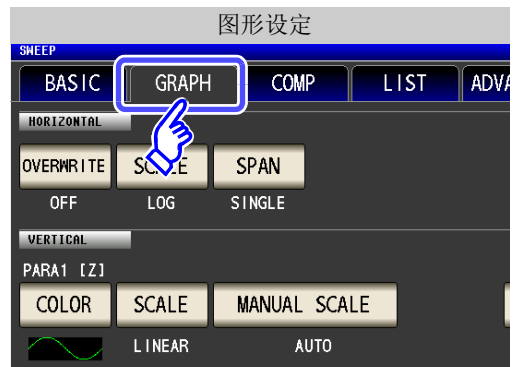 图形设定
SWEEP
BASIC GRAPH COMP LIST ADVA
HORIZONTAL
OVERWRITE SCALE SPAN
OFF LOG SINGLE
VERTICAL
PARA1 [Z]
COLOR SCALE MANUAL SCALE
LINEAR AUTO